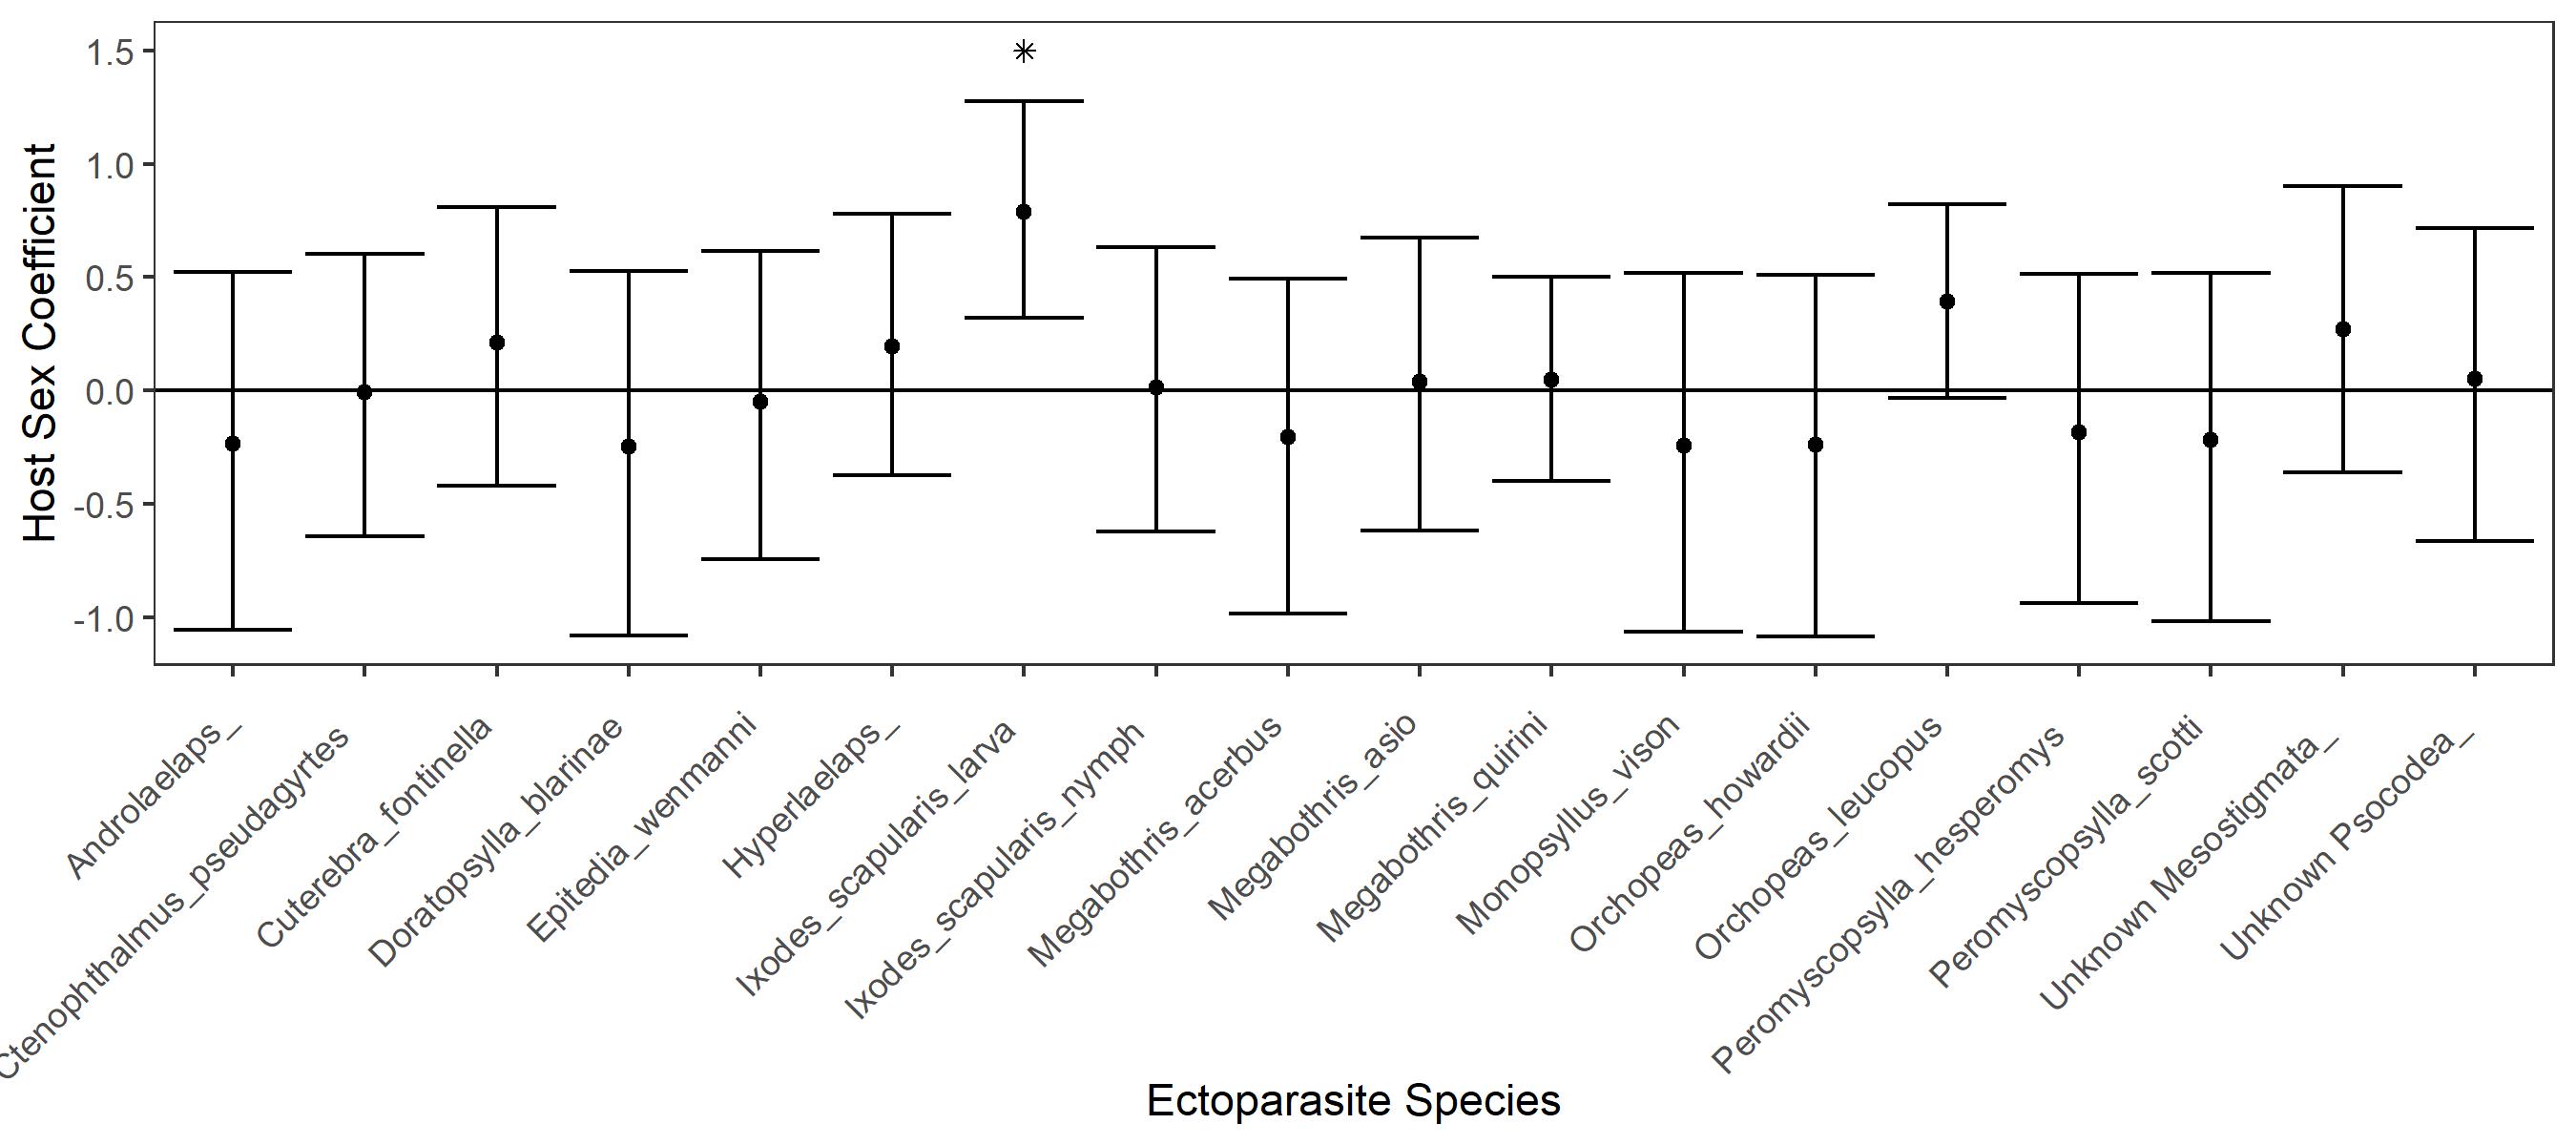 Host Sex Coefficient
1.5
1.0
0.5
0.0
-0.5
-1.0
*
Androlaelaps_
Ctenophthalmus_pseudagyrtes
Cuterebra_fontinella
Doratopsylla_blarinae
Epitedia_wenmanni
Hyperlaelaps_
Ixodes_scapularis_larva
Ixodes_scapularis_nymph
Megabothris_acerbus
Megabothris_asio
Megabothris_quirini
Monopsyllus_vison
Orchopeas_howardii
Orchopeas_leucopus
Peromyscopsylla_hesperomys
Peromyscopsylla_scotti
Unknown Mesostigmata_
Unknown Psocodea_
Ectoparasite Species